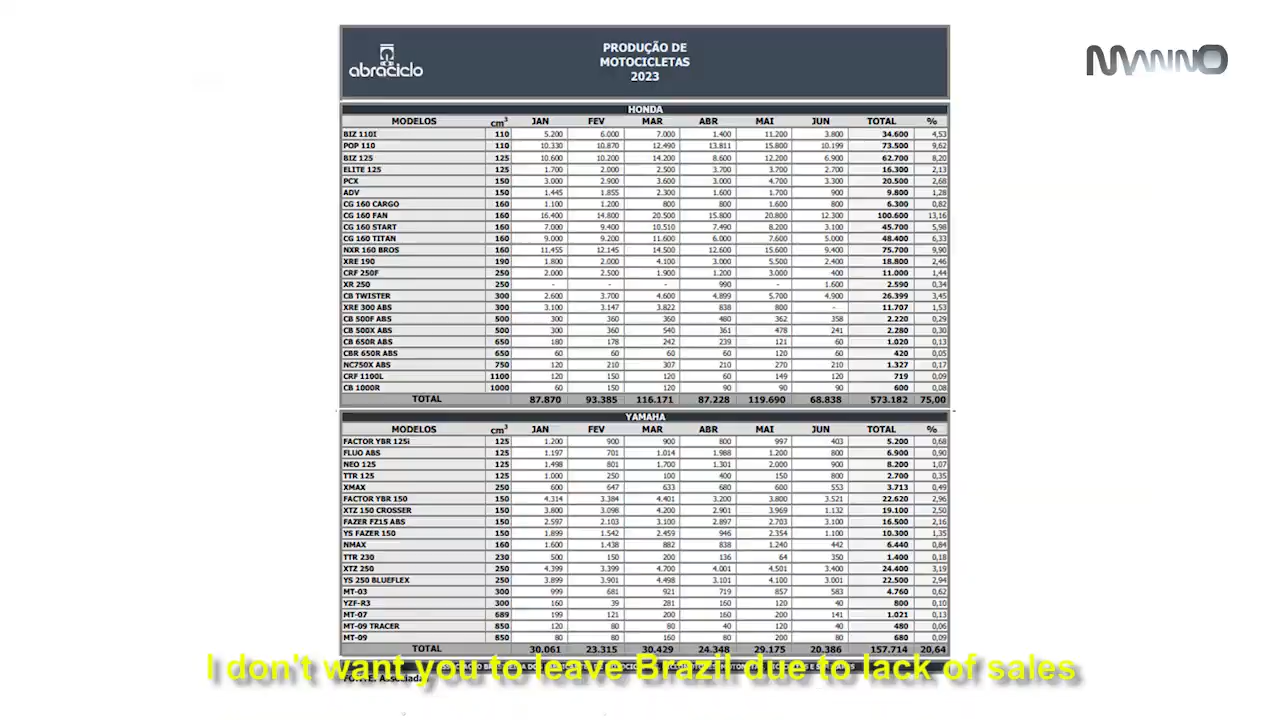 abraciclo
PRODUÇÃO DE
MOTOCICLETAS
2023
MANNO
HONDA
MODELOS cm³ JAN FEV MAR ABR MAI JUN TOTAL %
BIZ 110I 110 5.200 6.000 7.000 1.400 11.200 3.800 34.600 4,53
POP 110 110 10.330 10.870 12.490 13.811 15.800 10.199 73.500 9,62
BIZ 125 125 10.600 10.200 14.200 8.600 12.200 6.900 62.700 8,20
ELITE 125 125 1.700 2.000 2.500 3.700 3.700 2.700 16.300 2,13
PCX 150 3.000 2.900 3.600 3.000 4.700 3.300 20.500 2,68
ADV 150 1.445 1.855 2.300 1.600 1.700 900 9.800 1,28
CG 160 CARGO 160 1.100 1.200 800 800 1.600 800 6.300 0,82
CG 160 FAN 160 16.400 14.800 20.500 15.800 20.800 12.300 100.600 13,16
CG 160 START 160 7.000 9.400 10.510 7.490 8.200 3.100 45.700 5,98
CG 160 TITAN 160 9.000 9.200 11.600 6.000 7.600 5.000 48.400 6,33
NXR 160 BROS 160 11.455 12.145 14.500 12.600 15.600 9.400 75.700 9,90
XRE 190 190 1.800 2.000 4.100 3.000 5.500 2.400 18.800 2,46
CRF 250F 250 2.000 2.500 1.900 1.200 3.000 400 11.000 1,44
XR 250 250 - - - 990 - 1.600 2.590 0,34
CB TWISTER 300 2.600 3.700 4.600 4.899 5.700 4.900 26.399 3,45
XRE 300 ABS 300 3.100 3.147 3.822 838 800 - 11.707 1,53
CB 500F ABS 500 300 360 360 480 362 358 2.220 0,29
CB 500X ABS 500 300 360 540 361 478 241 2.280 0,30
CB 650R ABS 650 180 178 242 239 121 60 1.020 0,13
CBR 650R ABS 650 60 60 60 60 120 60 420 0,05
NC750X ABS 750 120 210 307 210 270 210 1.327 0,17
CRF 1100L 1100 120 150 120 60 149 120 719 0,09
CB 1000R 1000 60 150 120 90 90 90 600 0,08
TOTAL 87.870 93.385 116.171 87.228 119.690 68.838 573.182 75,00
YAMAHA
MODELOS cm³ JAN FEV MAR ABR MAI JUN TOTAL %
FACTOR YBR 125i 125 1.200 900 900 800 997 403 5.200 0,68
FLUO ABS 125 1.197 701 1.014 1.988 1.200 800 6.900 0,90
NEO 125 125 1.498 801 1.700 1.301 2.000 900 8.200 1,07
TTR 125 125 1.000 250 100 400 150 800 2.700 0,35
XMAX 250 600 647 633 680 600 553 3.713 0,49
FACTOR YBR 150 150 4.314 3.384 4.401 3.200 3.800 3.521 22.620 2,96
XTZ 150 CROSSER 150 3.800 3.098 4.200 2.901 3.969 1.132 19.100 2,50
FAZER FZ15 ABS 150 2.597 2.103 3.100 2.897 2.703 3.100 16.500 2,16
YS FAZER 150 150 1.899 1.542 2.459 946 2.354 1.100 10.300 1,35
NMAX 160 1.600 1.438 882 838 1.240 442 6.440 0,84
TTR 230 230 500 150 200 136 64 350 1.400 0,18
XTZ 250 250 4.399 3.399 4.700 4.001 4.501 3.400 24.400 3,19
YS 250 BLUEFLEX 250 3.899 3.901 4.498 3.101 4.100 3.001 22.500 2,94
MT-03 300 999 681 921 719 857 583 4.760 0,62
YZF-R3 300 160 39 281 160 120 40 800 0,10
MT-07 689 199 121 200 160 200 141 1.021 0,13
MT-09 TRACER 850 120 80 80 40 120 40 480 0,06
MT-09 850 80 80 160 80 200 80 680 0,09
TOTAL 30.061 23.315 30.429 24.348 29.175 20.386 157.714 20,64
I don't want you to leave Brazil due to lack of sales
FONTE: Associadas